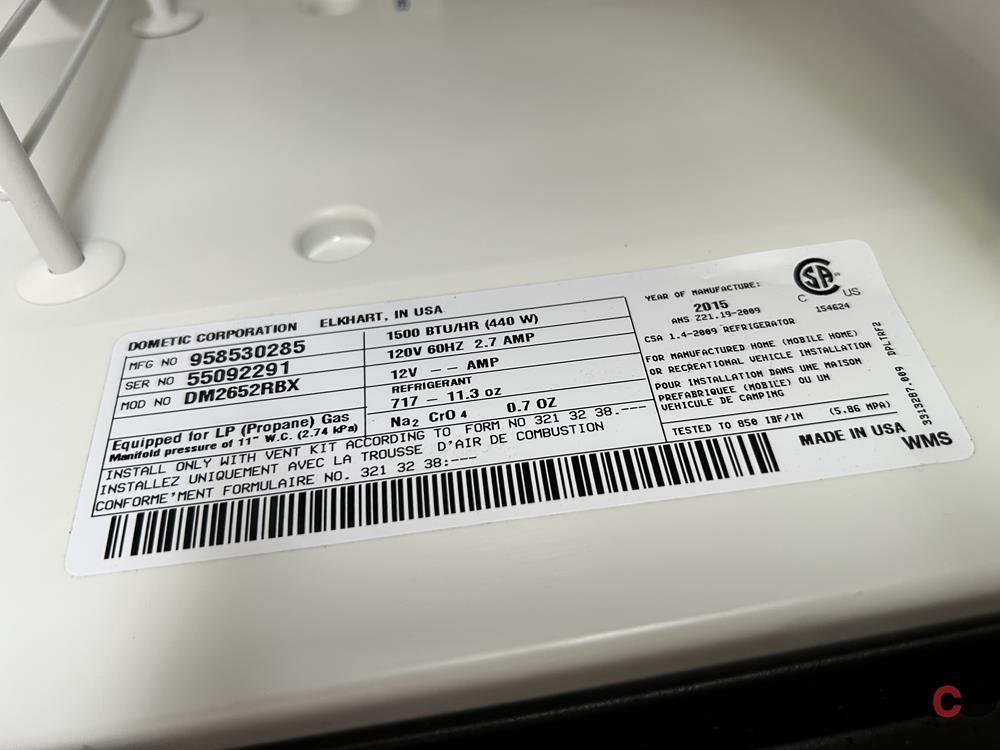 DOMETIC CORPORATION ELKHART, IN USA
MFG NO 958530285
SER NO 55092291
MOD NO DM2652RBX
Equipped for LP (Propane) Gas
Manifold pressure of 11" W.C. (2.74 kPa)
1500 BTU/HR (440 W)
120V 60HZ 2.7 AMP
12V -- AMP
REFRIGERANT
717 - 11.3 oz
Na2 CrO4 0.7 OZ
INSTALL ONLY WITH VENT KIT ACCORDING TO FORM NO 321 32 38.---
INSTALLEZ UNIQUEMENT AVEC LA TROUSSE D'AIR DE COMBUSTION
CONFORME'MENT FORMULAIRE NO. 321 32 38:---
YEAR OF MANUFACTURE:
2015
ANS Z21.19-2009
CSA 1.4-2009 REFRIGERATOR
FOR MANUFACTURED HOME (MOBILE HOME)
OR RECREATIONAL VEHICLE INSTALLATION
POUR INSTALLATION DANS UNE MAISON
PREFABRIQUEE (MOBILE) OU UN
VEHICULE DE CAMPING
TESTED TO 850 IBF/IN (5.86 MPA)
MADE IN USA
WMS
CSA
C US
154624
3313287.009 DPLTRF2
C